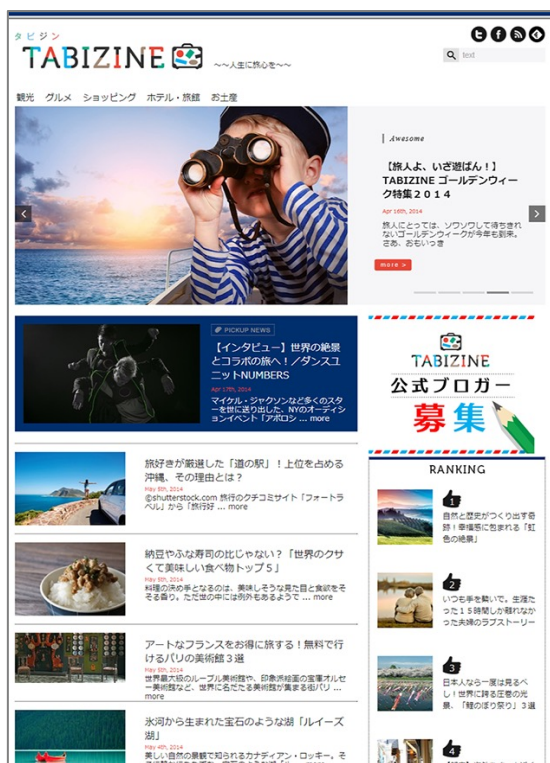 タビジン
TABIZINE
~~人生に旅心を~~
text
観光 グルメ ショッピング ホテル・旅館 お土産
Awesome
【旅人よ、いざ遊ばん！】
TABIZINE ゴールデンウィー
ク特集２０１４
Apr 16th, 2014
旅人にとっては、ソワソワして待ちきれ
ないゴールデンウィークが今年も到来。
さあ、おもいっき
more >
PICKUP NEWS
【インタビュー】世界の絶景
とコラボの旅へ！／ダンスユ
ニットNUMBERS
Apr 17th, 2014
マイケル・ジャクソンなど多くのスタ
ーを世に送り出した、NYのオーディシ
ョンイベント「アポロシ ... more
TABIZINE
公式ブロガー
募集
旅好きが厳選した「道の駅」！上位を占める
沖縄、その理由とは？
May 8th, 2014
©shutterstock.com 旅行のクチコミサイト「フォートラ
ベル」から「旅行好 ... more
納豆やふな寿司の比じゃない？「世界のクサ
くて美味しい食べ物トップ５」
May 8th, 2014
料理の決め手となるのは、美味しそうな見た目と食欲をそ
そる香り。ただ世の中には例外もあるようで ... more
アートなフランスをお得に旅する！無料で行
けるパリの美術館３選
May 8th, 2014
世界最大級のルーブル美術館や、印象派絵画の宝庫オルセ
ー美術館など、世界に名だたる美術館が集まる街パリ ...
more
氷河から生まれた宝石のような湖「ルイーズ
湖」
May 4th, 2014
美しい自然の景観で知られるカナディアン・ロッキー。そ
RANKING
1
自然と歴史がつくり出す奇
跡！幸福感に包まれる「虹
色の絶景」
2
いつも手を繋いで。生涯た
った１５時間しか離れなか
った夫婦のラブストーリー
3
日本人なら一度は見るべ
し！世界に誇る圧巻の光
景、「鯉のぼり祭り」３選
4